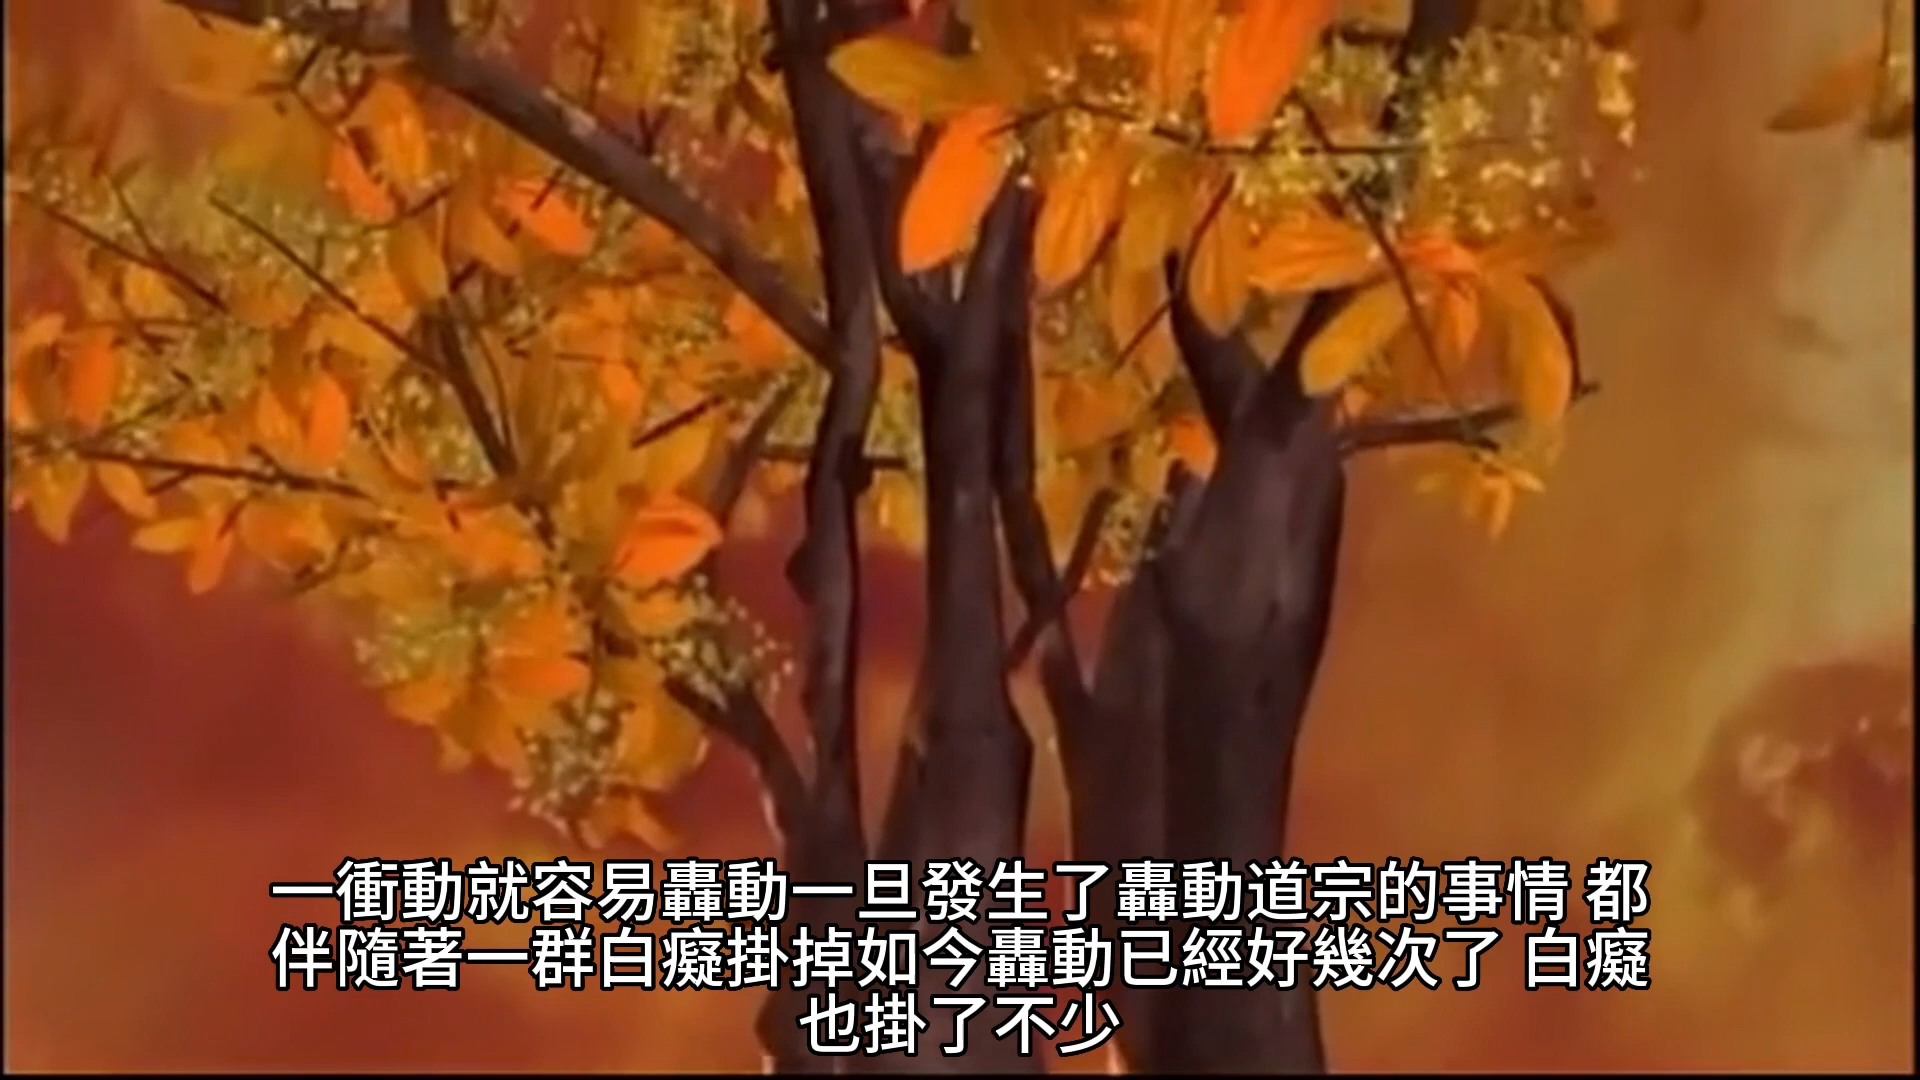 一衝動就容易轟動一旦發生了轟動道宗的事情 都
伴隨著一群白癡掛掉如今轟動已經好幾次了 白癡
也掛了不少